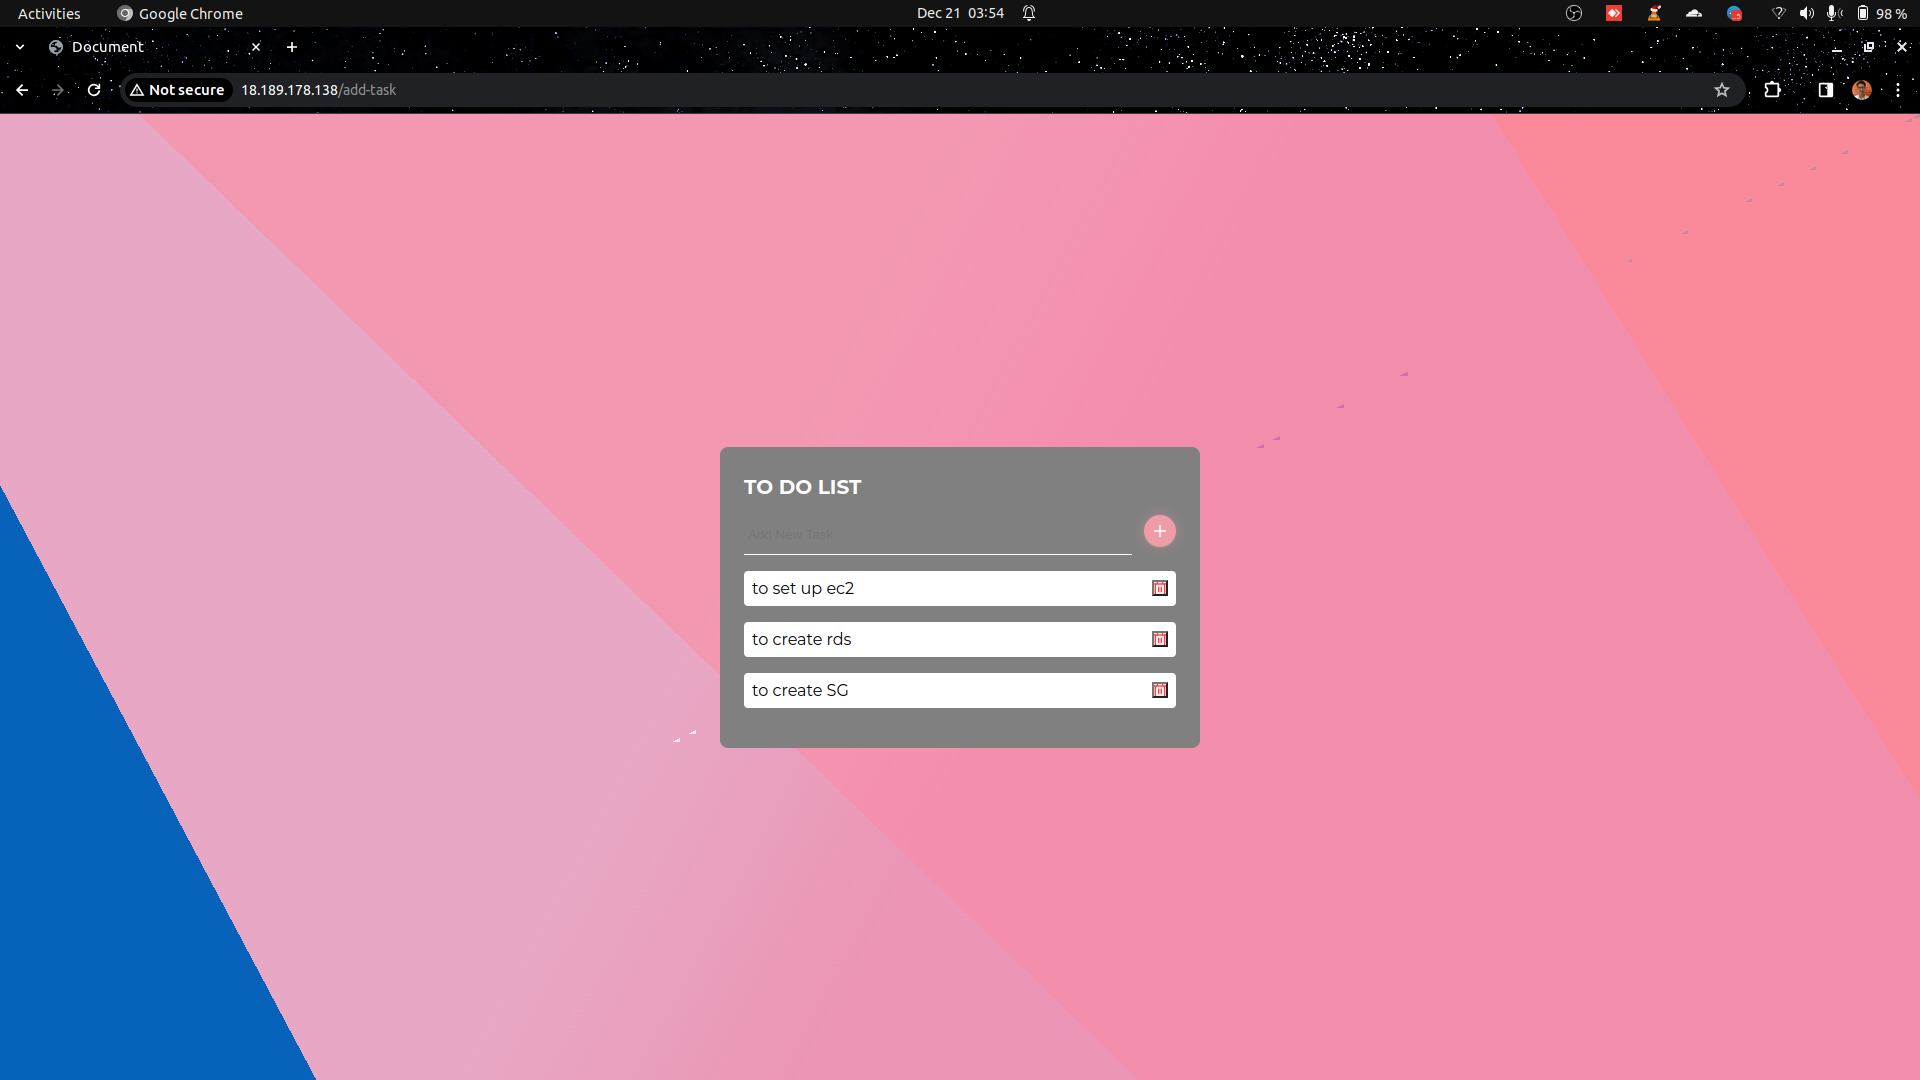 Activities
Google Chrome
Dec 21 03:54
98 %
Document
Not secure
18.189.178.138/add-task
TO DO LIST
Add New Task
to set up ec2
to create rds
to create SG